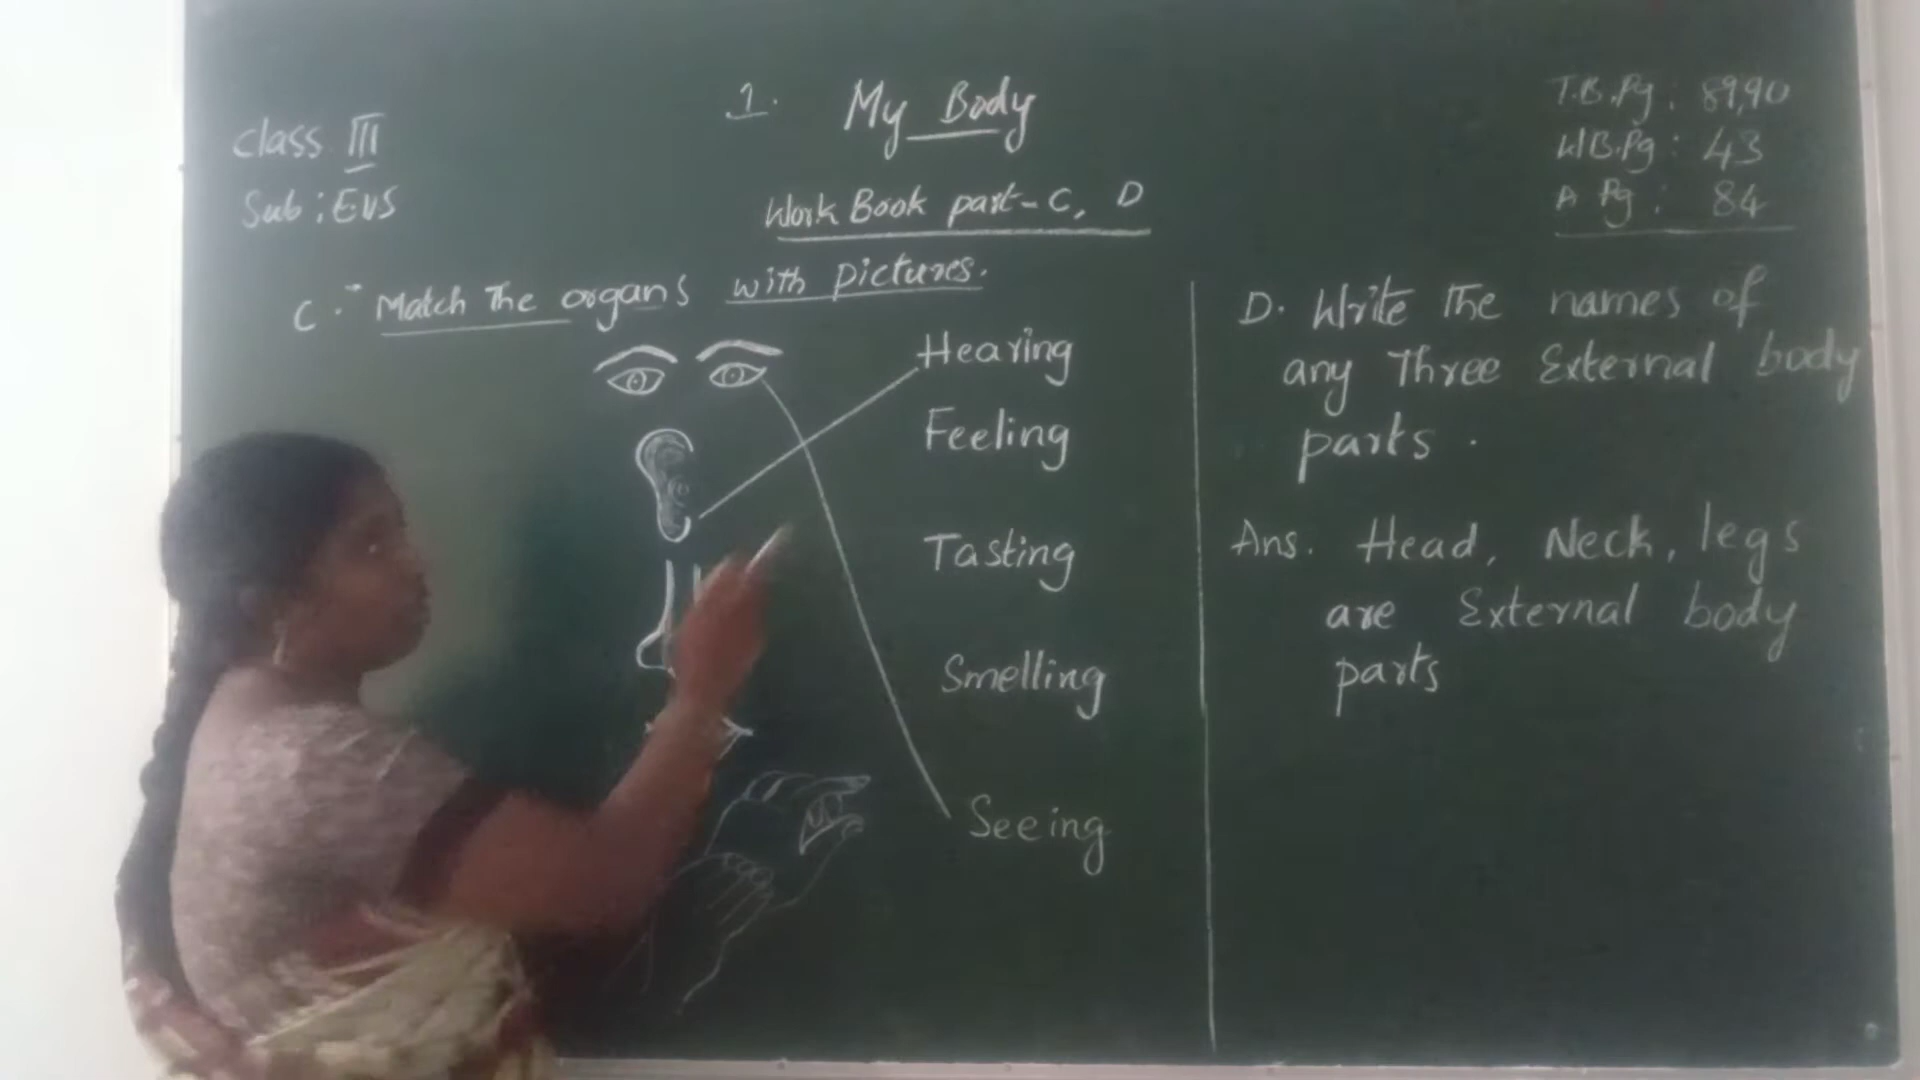 Class III
Sub : EVS
1. My Body
Work Book part - C, D
T.B.Pg : 89,90
W/B.Pg : 43
A Pg : 84
C. Match The organs with pictures.
Hearing
Feeling
Tasting
Smelling
Seeing
D. Write The names of
any Three External body
parts.
Ans. Head, Neck, legs
are External body
parts